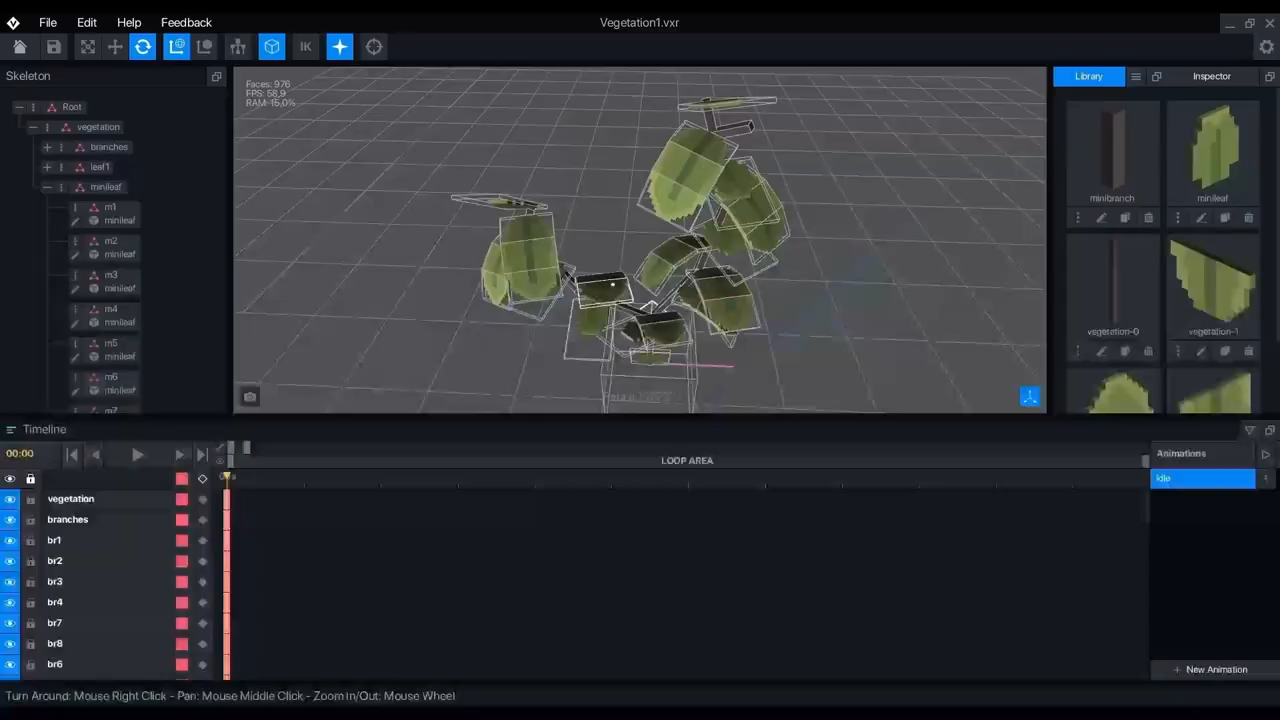 File Edit Help Feedback
Vegetation1.vxr
IK
Skeleton
Library
Inspector
Faces: 976
FPS: 58,9
RAM: 15,0%
Root
vegetation
branches
leaf1
minileaf
m1
minileaf
m2
minileaf
m3
minileaf
m4
minileaf
m5
minileaf
m6
minileaf
m7
minibranch
minileaf
vegetation-0
vegetation-1
Timeline
00:00
LOOP AREA
Animations
Idle
vegetation
branches
br1
br2
br3
br4
br7
br8
br6
+ New Animation
Turn Around: Mouse Right Click - Pan: Mouse Middle Click - Zoom In/Out: Mouse Wheel